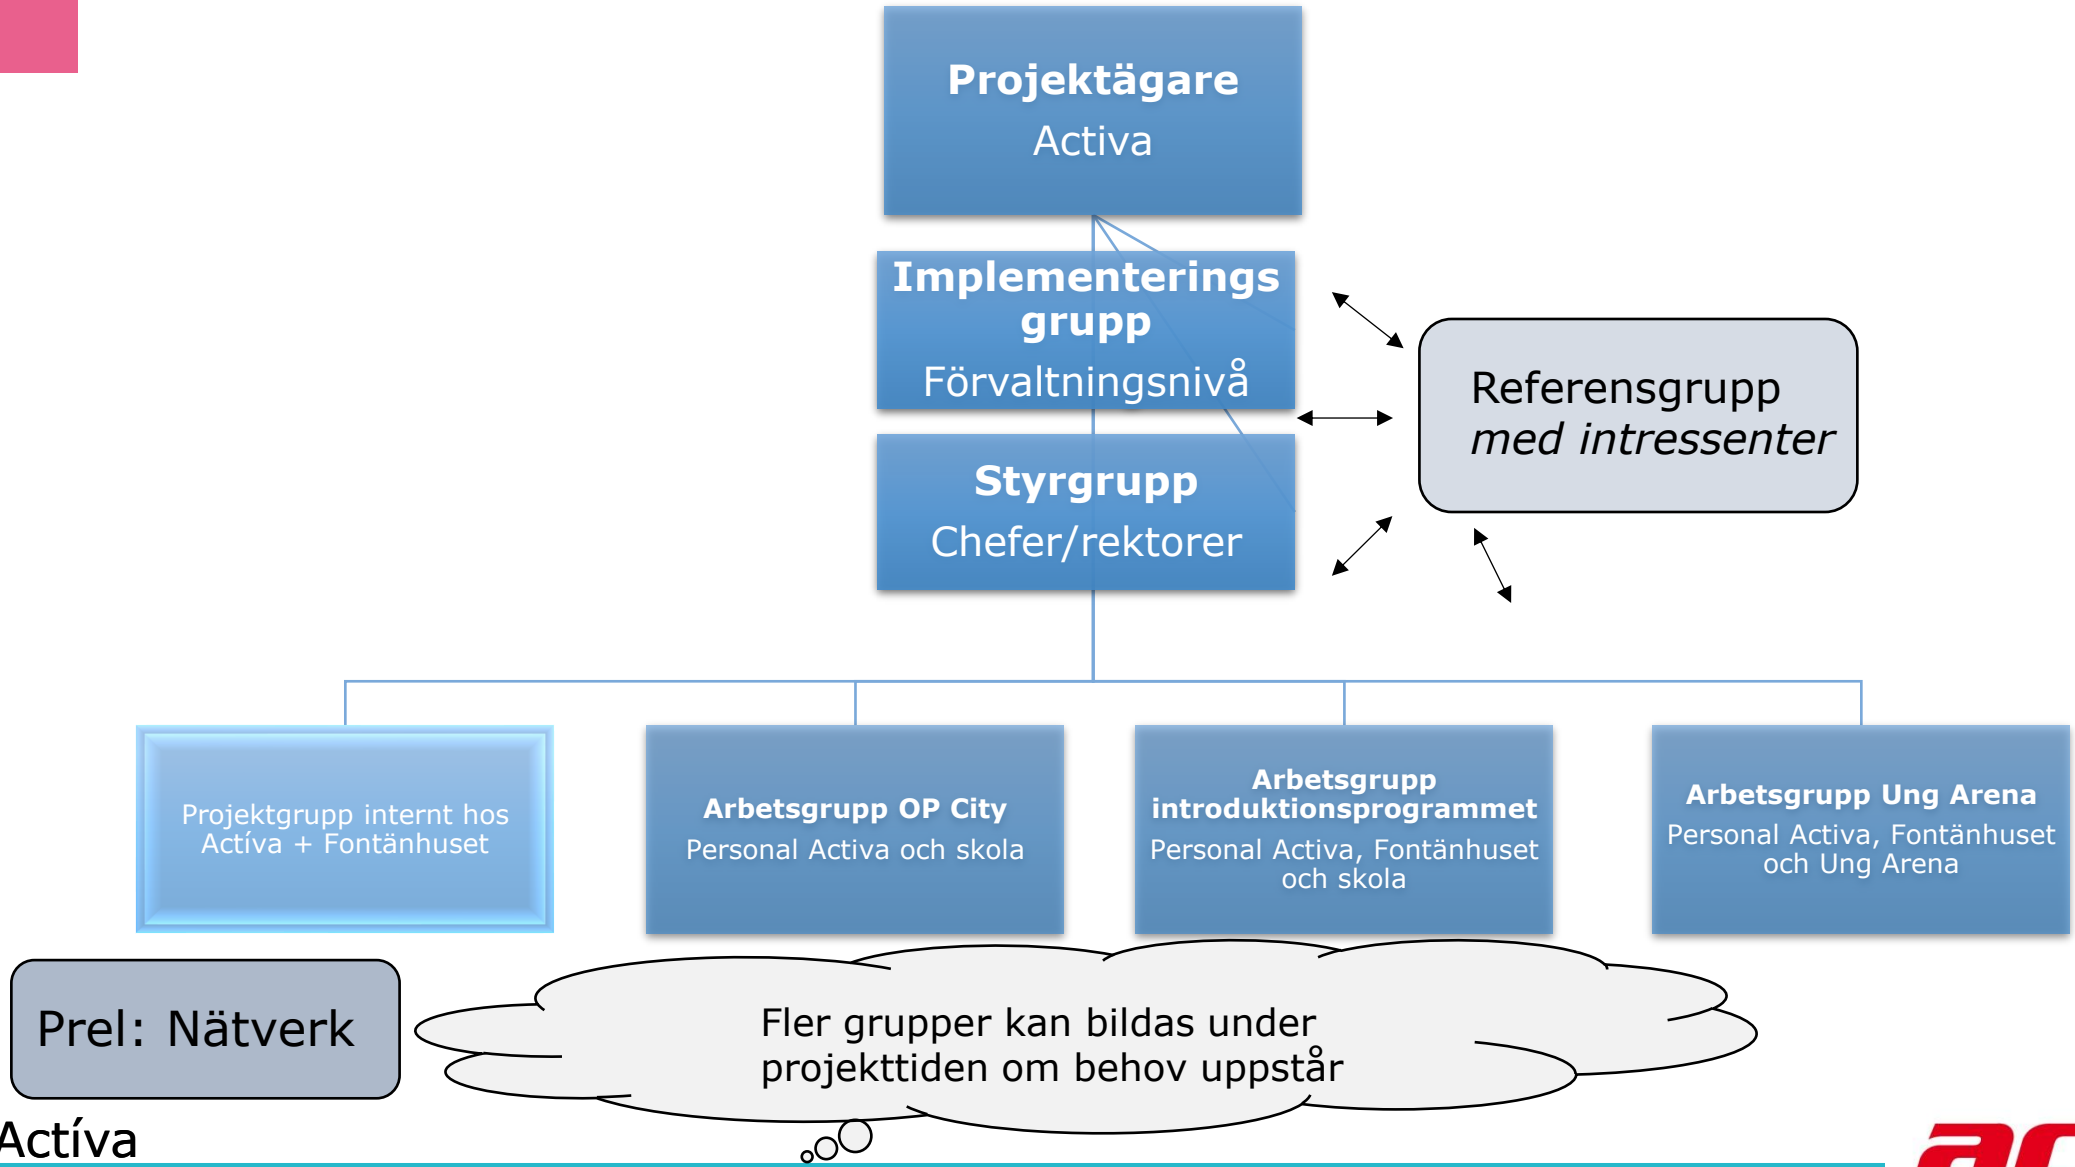 Projektägare
Activa
Implementerings
grupp
Förvaltningsnivå
Styrgrupp
Chefer/rektorer
Referensgrupp
med intressenter
Projektgrupp internt hos
Actíva + Fontänhuset
Arbetsgrupp OP City
Personal Activa och skola
Arbetsgrupp
introduktionsprogrammet
Personal Activa, Fontänhuset
och skola
Arbetsgrupp Ung Arena
Personal Activa, Fontänhuset
och Ung Arena
Prel: Nätverk
Fler grupper kan bildas under
projekttiden om behov uppstår
Actíva